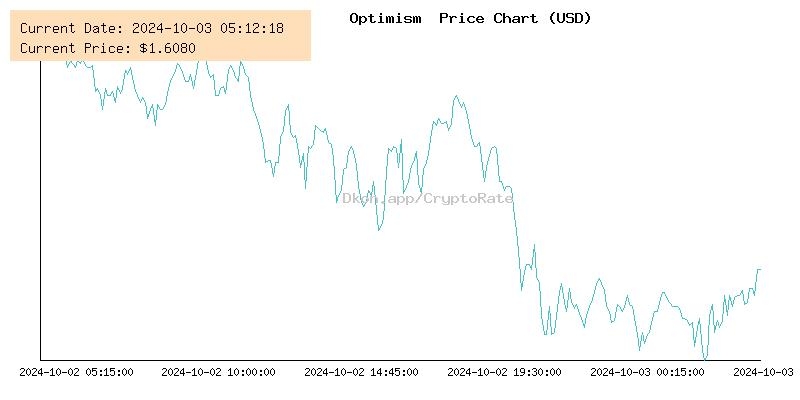 Optimism  Price Chart (USD)
Current Date: 2024-10-03 05:12:18
Current Price: $1.6080
Dkon.app/CryptoRate
2024-10-02 05:15:00 2024-10-02 10:00:00 2024-10-02 14:45:00 2024-10-02 19:30:00 2024-10-03 00:15:00 2024-10-03